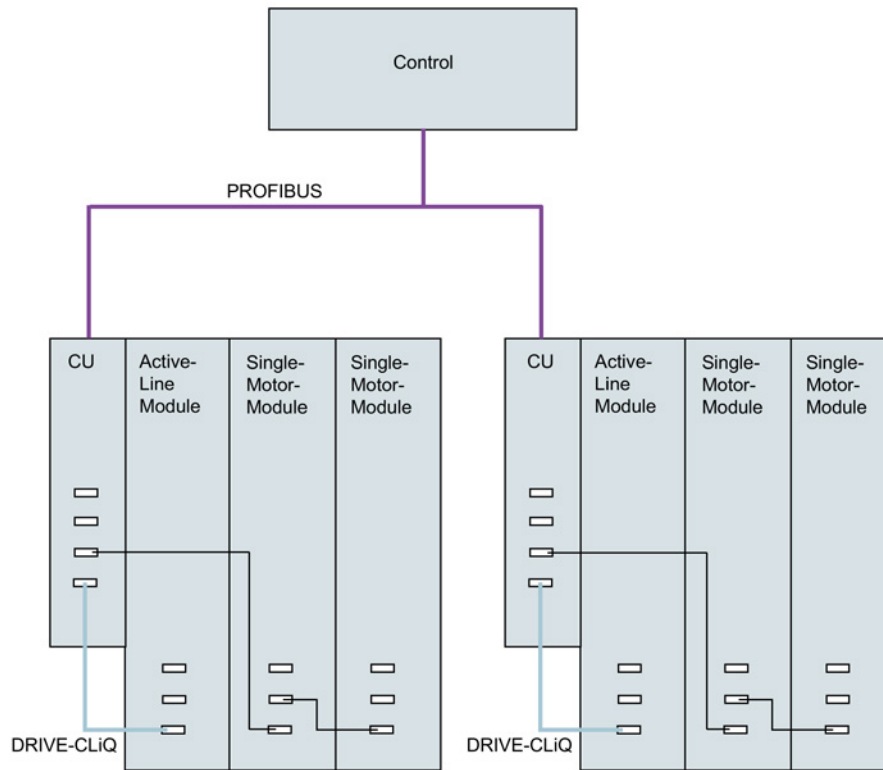 Control
PROFIBUS
CU
Active-
Line
Module
Single-
Motor-
Module
Single-
Motor-
Module
CU
Active-
Line
Module
Single-
Motor-
Module
Single-
Motor-
Module
DRIVE-CLiQ
DRIVE-CLiQ